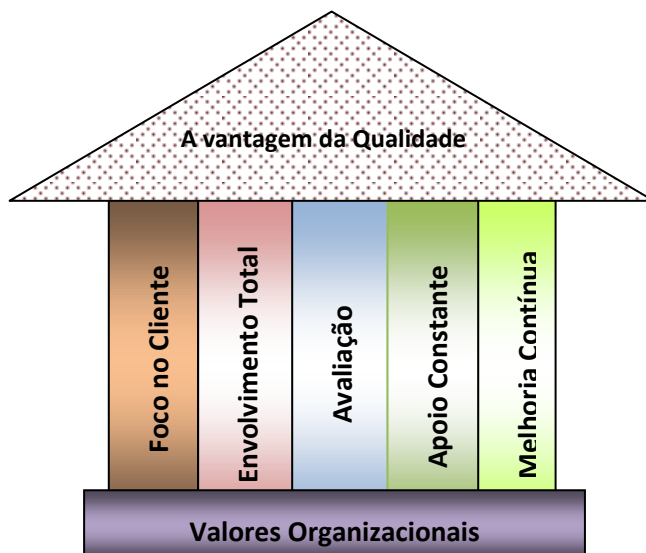 A vantagem da Qualidade
Foco no Cliente
Envolvimento Total
Avaliação
Apoio Constante
Melhoria Contínua
Valores Organizacionais